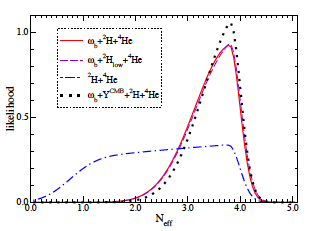 1.0
0.5
0.0
likelihood
ω_b+²H+⁴He
ω_b+²H_low+⁴He
²H+⁴He
ω_b+Y^CMB+²H+⁴He
0.0 1.0 2.0 3.0 4.0 5.0
N_eff